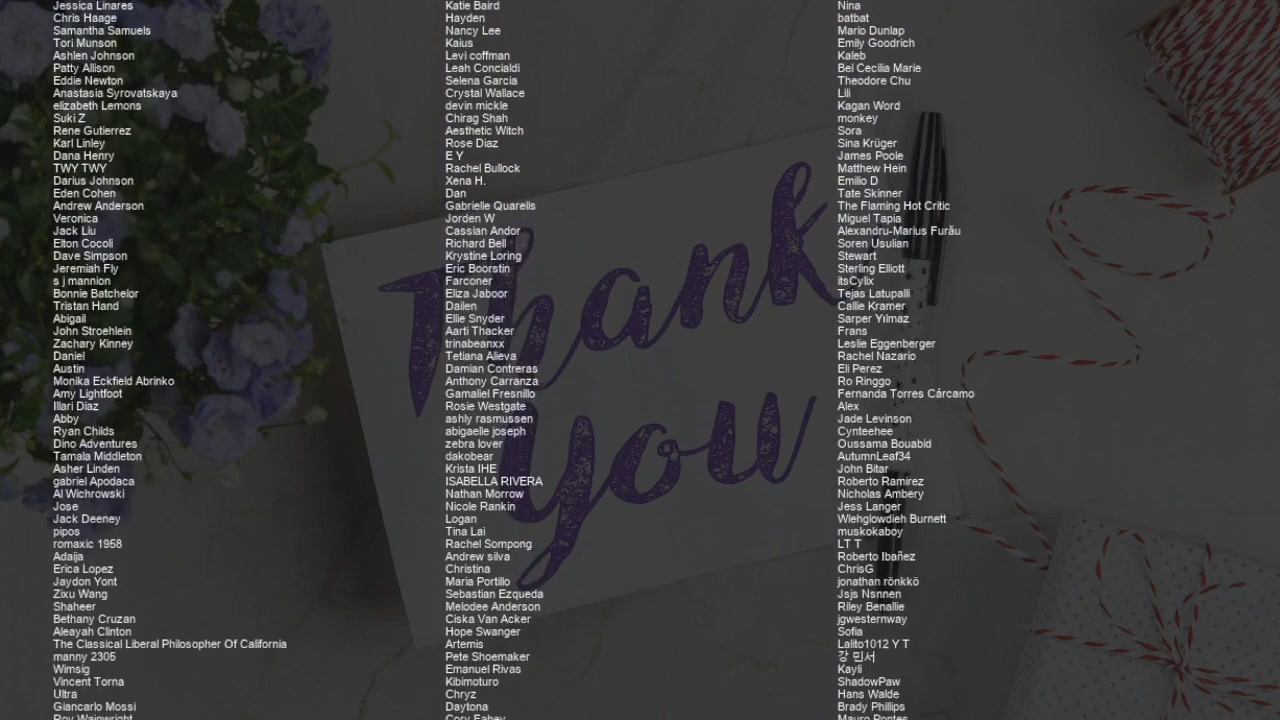 Jessica Linares
Chris Haage
Samantha Samuels
Tori Munson
Ashlen Johnson
Patty Allison
Eddie Newton
Anastasia Syrovatskaya
elizabeth Lemons
Suki Z
Rene Gutierrez
Karl Linley
Dana Henry
TWY TWY
Darius Johnson
Eden Cohen
Andrew Anderson
Veronica
Jack Liu
Elton Cocoli
Dave Simpson
Jeremiah Fly
s j mannion
Bonnie Batchelor
Tristan Hand
Abigail
John Stroehlein
Zachary Kinney
Daniel
Austin
Monika Eckfield Abrinko
Amy Lightfoot
Illari Diaz
Abby
Ryan Childs
Dino Adventures
Tamala Middleton
Asher Linden
gabriel Apodaca
Al Wichrowski
Jose
Jack Deeney
pipos
romaxic 1958
Adaija
Erica Lopez
Jaydon Yont
Zixu Wang
Shaheer
Bethany Cruzan
Aleayah Clinton
The Classical Liberal Philosopher Of California
manny 2305
Wimsig
Vincent Torna
Ultra
Giancarlo Mossi
Roy Wainwright
Katie Baird
Hayden
Nancy Lee
Kaius
Levi coffman
Leah Concialdi
Selena Garcia
Crystal Wallace
devin mickle
Chirag Shah
Aesthetic Witch
Rose Diaz
E Y
Rachel Bullock
Xena H.
Dan
Gabrielle Quarells
Jorden W
Cassian Andor
Richard Bell
Krystine Loring
Eric Boorstin
Farconer
Eliza Jaboor
Dallen
Ellie Snyder
Aarti Thacker
trinabeanxx
Tetiana Alieva
Damian Contreras
Anthony Carranza
Gamaliel Fresnillo
Rosie Westgate
ashly rasmussen
abigaelle joseph
zebra lover
dakobear
Krista IHE
ISABELLA RIVERA
Nathan Morrow
Nicole Rankin
Logan
Tina Lai
Rachel Sompong
Andrew silva
Christina
Maria Portillo
Sebastian Ezqueda
Melodee Anderson
Ciska Van Acker
Hope Swanger
Artemis
Pete Shoemaker
Emanuel Rivas
Kibimoturo
Chryz
Daytona
Cory Fahey
Nina
batbat
Mario Dunlap
Emily Goodrich
Kaleb
Bel Cecilia Marie
Theodore Chu
Lili
Kagan Word
monkey
Sora
Sina Krüger
James Poole
Matthew Hein
Emilio D
Tate Skinner
The Flaming Hot Critic
Miguel Tapia
Alexandru-Marius Furău
Soren Usulian
Stewart
Sterling Elliott
itsCylix
Tejas Latupalli
Callie Kramer
Sarper Yılmaz
Frans
Leslie Eggenberger
Rachel Nazario
Eli Perez
Ro Ringgo
Fernanda Torres Cárcamo
Alex
Jade Levinson
Cynteehee
Oussama Bouabid
AutumnLeaf34
John Bitar
Roberto Ramirez
Nicholas Ambery
Jess Langer
Wlehglowdieh Burnett
muskokaboy
LT T
Roberto Ibañez
ChrisG
jonathan rönkkö
Jsjs Nsnnen
Riley Benallie
jgwesternway
Sofia
Lalito1012 Y T
강 민서
Kayli
ShadowPaw
Hans Walde
Brady Phillips
Mauro Pontes
Thank
you